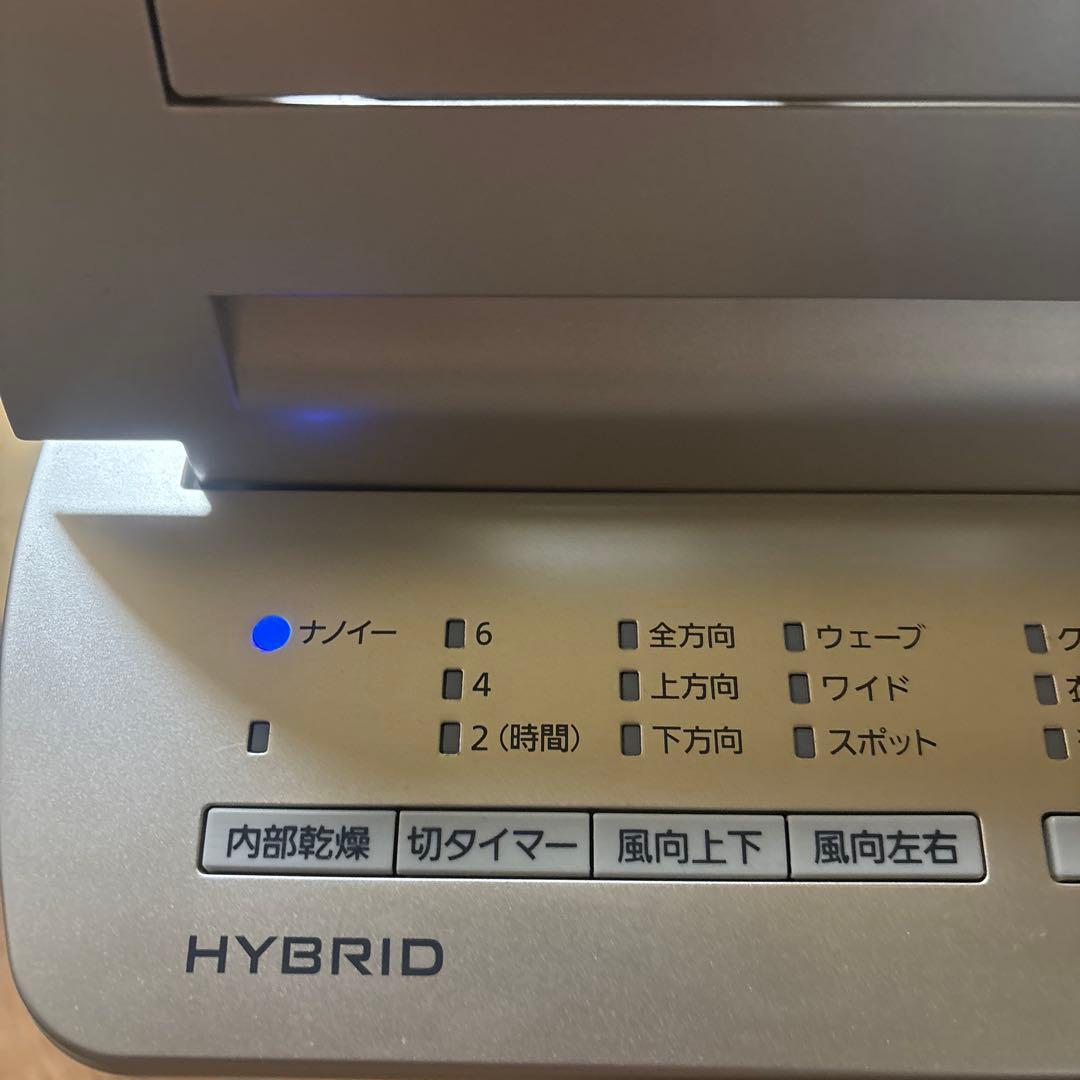 ナノイー 6 全方向 ウェーブ
4 上方向 ワイド
2 (時間) 下方向 スポット
内部乾燥 切タイマー 風向上下 風向左右
HYBRID